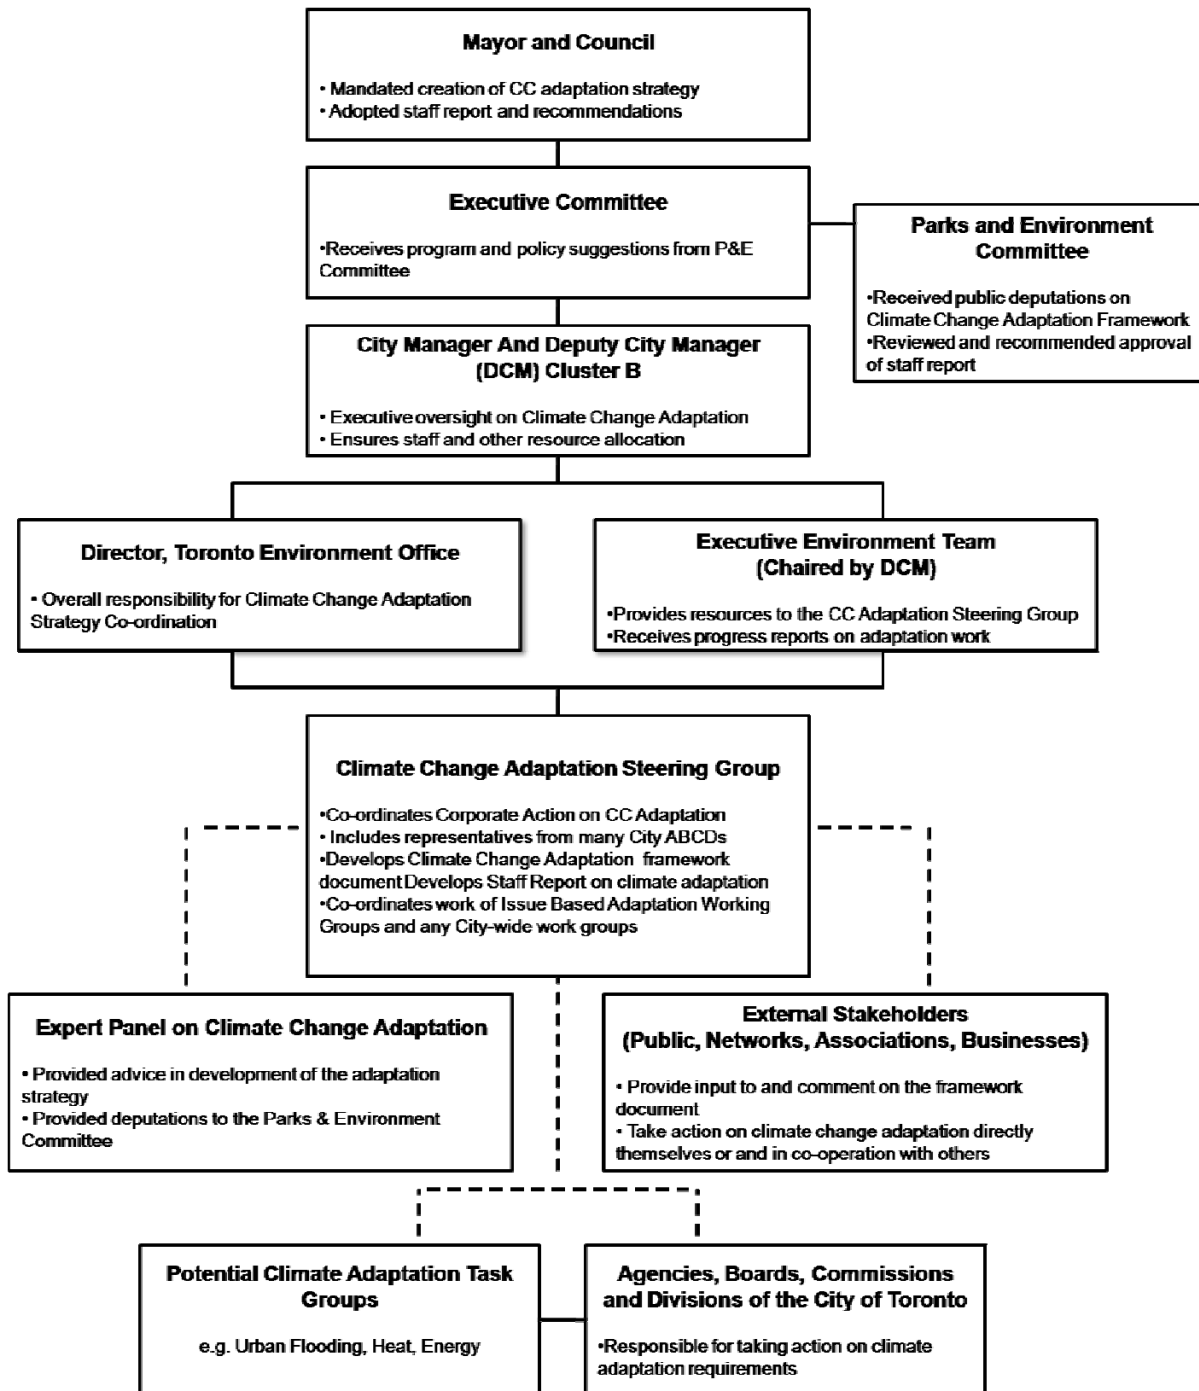 Mayor and Council
• Mandated creation of CC adaptation strategy
• Adopted staff report and recommendations
Executive Committee
•Receives program and policy suggestions from P&E
Committee
Parks and Environment
Committee
•Received public deputations on
Climate Change Adaptation Framework
•Reviewed and recommended approval
of staff report
City Manager And Deputy City Manager
(DCM) Cluster B
• Executive oversight on Climate Change Adaptation
• Ensures staff and other resource allocation
Director, Toronto Environment Office
• Overall responsibility for Climate Change Adaptation
Strategy Co-ordination
Executive Environment Team
(Chaired by DCM)
•Provides resources to the CC Adaptation Steering Group
•Receives progress reports on adaptation work
Climate Change Adaptation Steering Group
•Co-ordinates Corporate Action on CC Adaptation
• Includes representatives from many City ABCDs
•Develops Climate Change Adaptation framework
document Develops Staff Report on climate adaptation
•Co-ordinates work of Issue Based Adaptation Working
Groups and any City-wide work groups
Expert Panel on Climate Change Adaptation
• Provided advice in development of the adaptation
strategy
• Provided deputations to the Parks & Environment
Committee
External Stakeholders
(Public, Networks, Associations, Businesses)
• Provide input to and comment on the framework
document
• Take action on climate change adaptation directly
themselves or and in co-operation with others
Potential Climate Adaptation Task
Groups
e.g. Urban Flooding, Heat, Energy
Agencies, Boards, Commissions
and Divisions of the City of Toronto
•Responsible for taking action on climate
adaptation requirements